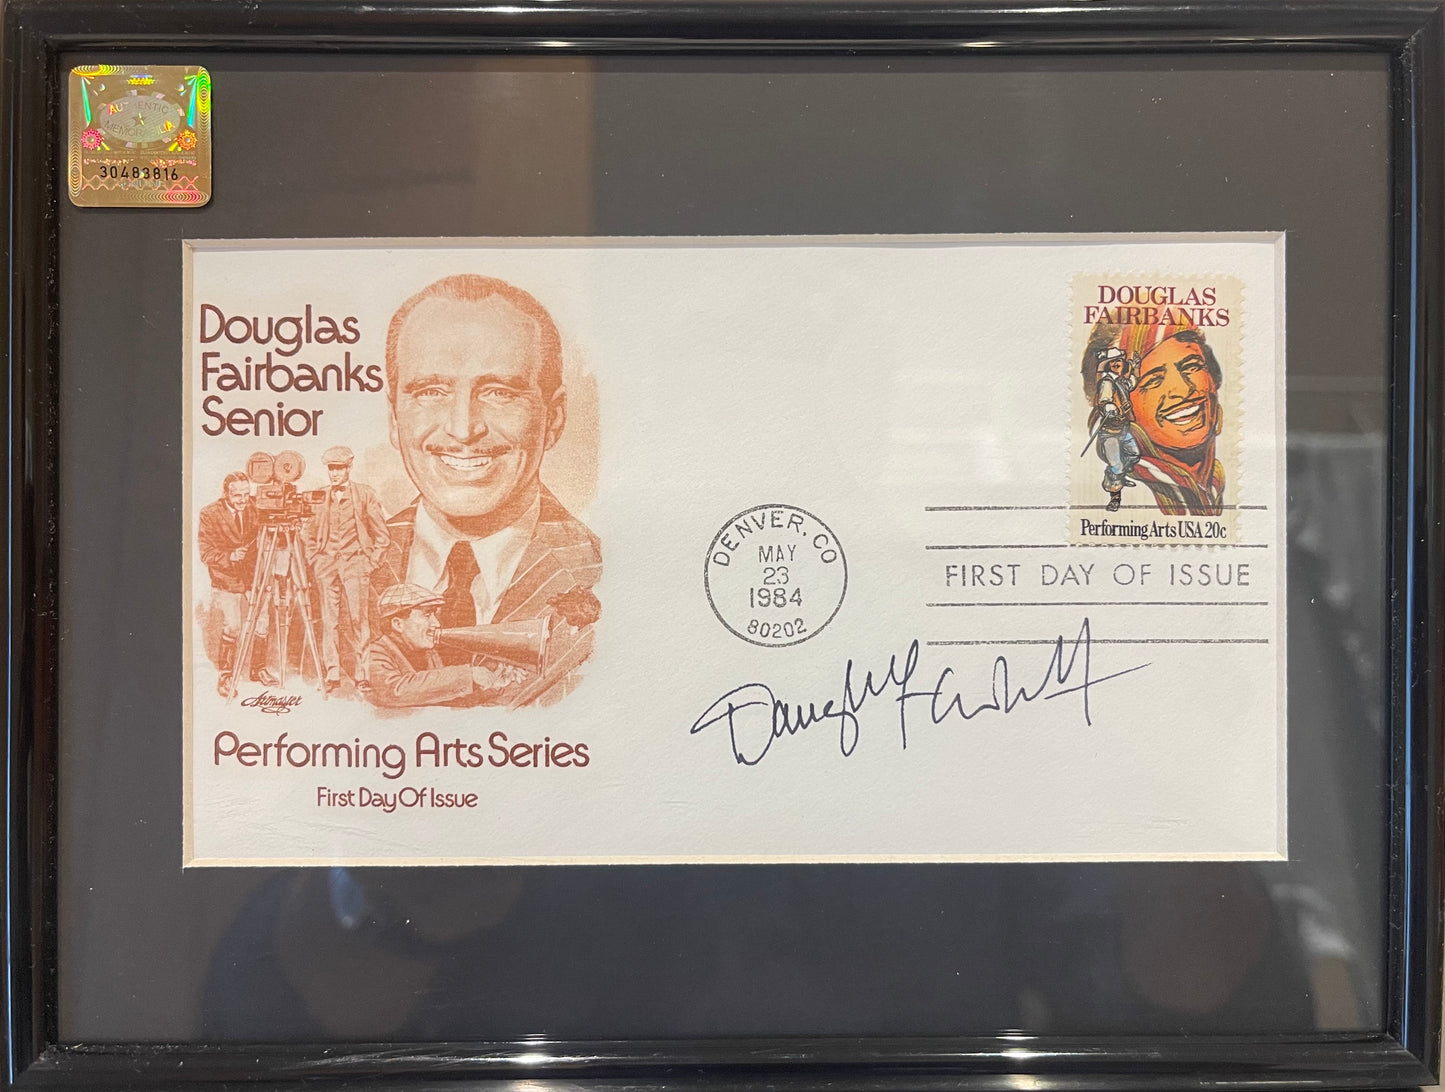 AUTHENTIC
MEMORABILIA
30483816
Douglas
Fairbanks
Senior
Artmaster
Performing Arts Series
First Day Of Issue
DENVER, CO
MAY
23
1984
80202
DOUGLAS
FAIRBANKS
Performing Arts USA 20c
FIRST DAY OF ISSUE